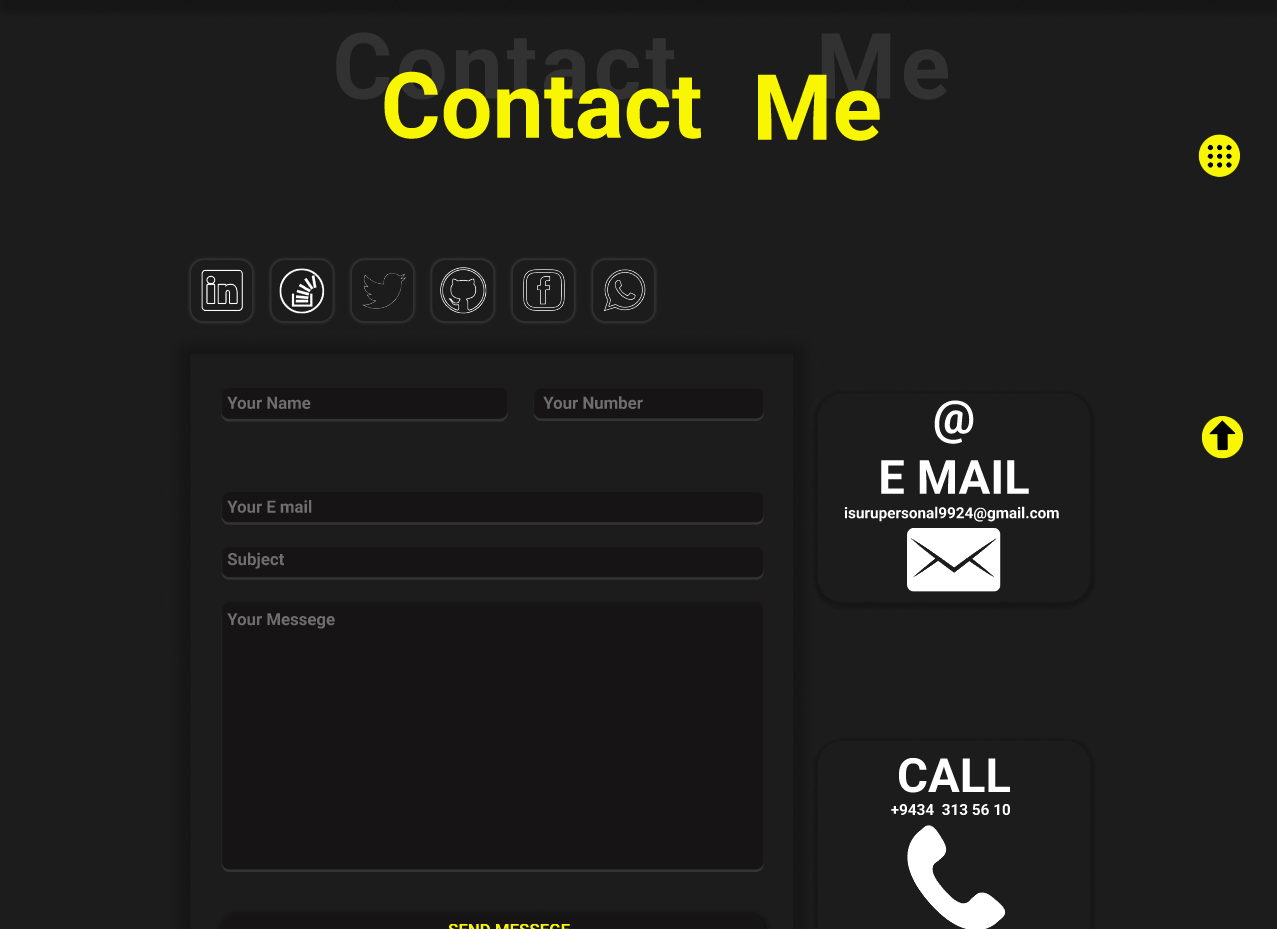 Contact Me
Contact Me
in
f
Your Name
Your Number
Your E mail
Subject
Your Messege
SEND MESSEGE
@
E MAIL
isurupersonal9924@gmail.com
CALL
+9434 313 56 10